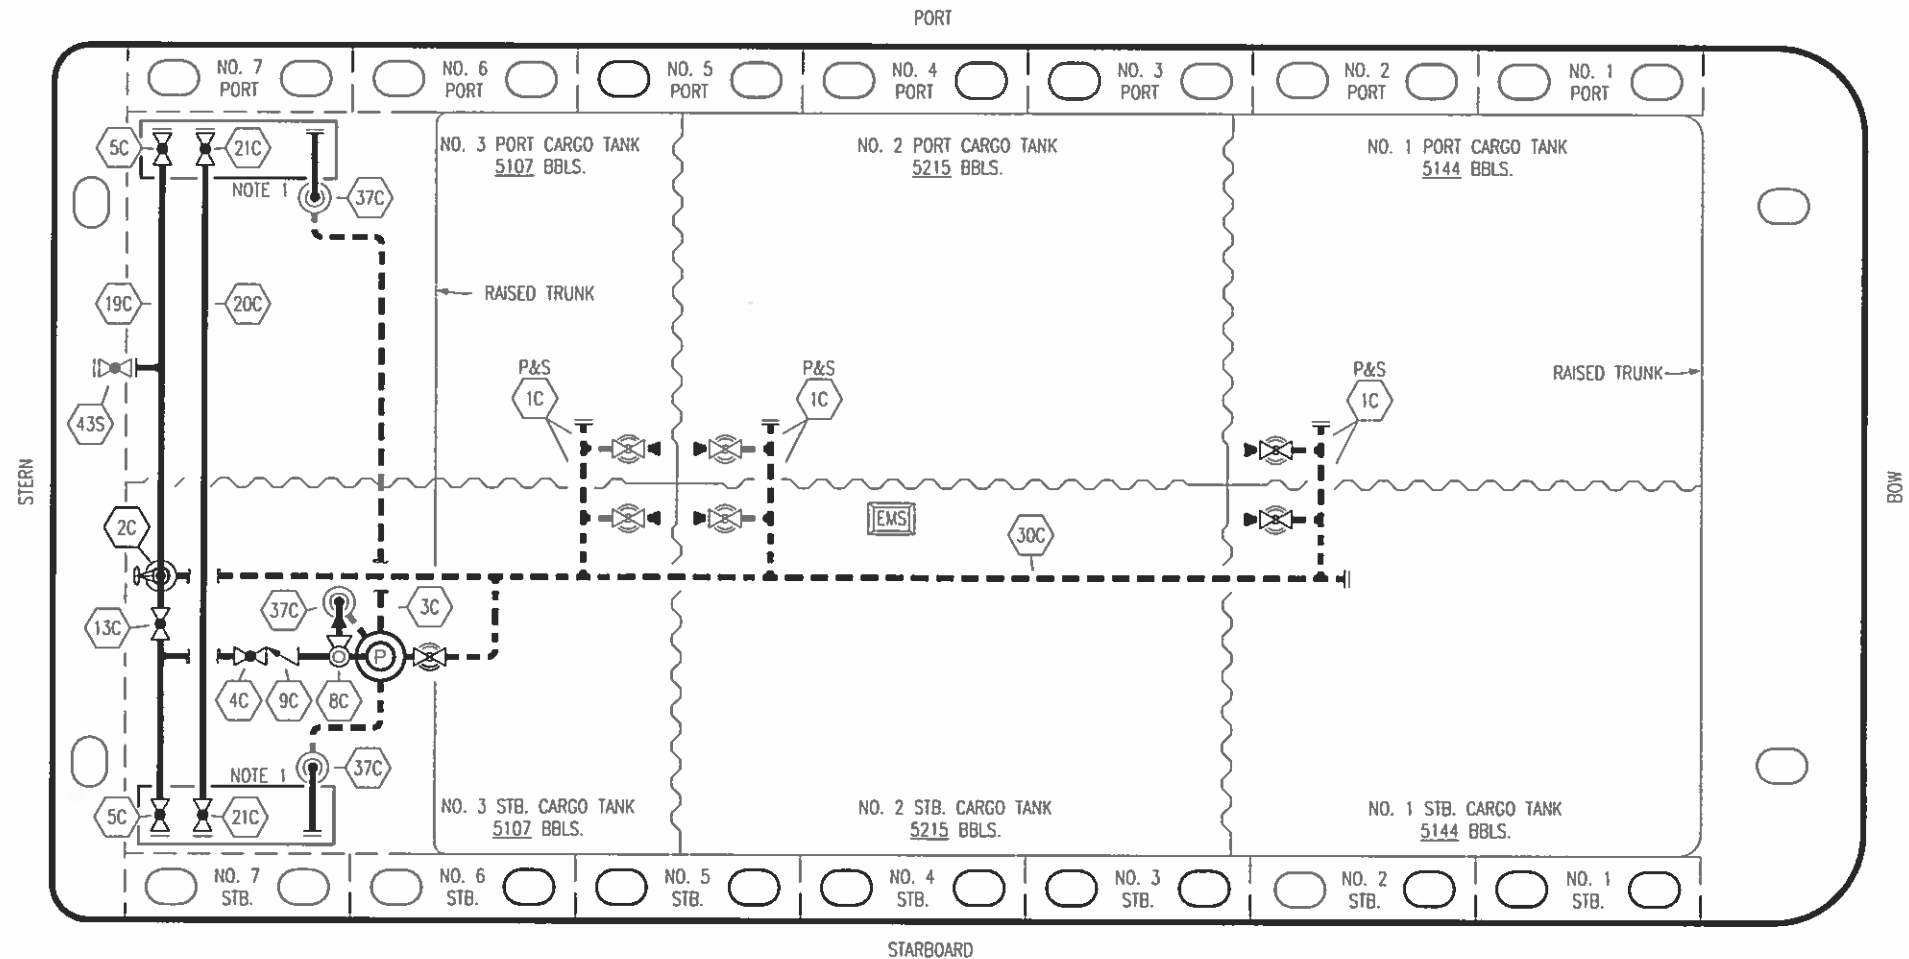 PORT
NO. 7
PORT
NO. 6
PORT
NO. 5
PORT
NO. 4
PORT
NO. 3
PORT
NO. 2
PORT
NO. 1
PORT
5C
21C
NOTE 1
37C
NO. 3 PORT CARGO TANK
5107 BBLS.
NO. 2 PORT CARGO TANK
5215 BBLS.
NO. 1 PORT CARGO TANK
5144 BBLS.
19C
20C
RAISED TRUNK
43S
P&S
1C
P&S
1C
P&S
1C
RAISED TRUNK
STERN
BOW
2C
EMS
30C
13C
37C
3C
P
4C
9C
8C
NOTE 1
37C
5C
21C
NO. 3 STB. CARGO TANK
5107 BBLS.
NO. 2 STB. CARGO TANK
5215 BBLS.
NO. 1 STB. CARGO TANK
5144 BBLS.
NO. 7
STB.
NO. 6
STB.
NO. 5
STB.
NO. 4
STB.
NO. 3
STB.
NO. 2
STB.
NO. 1
STB.
STARBOARD